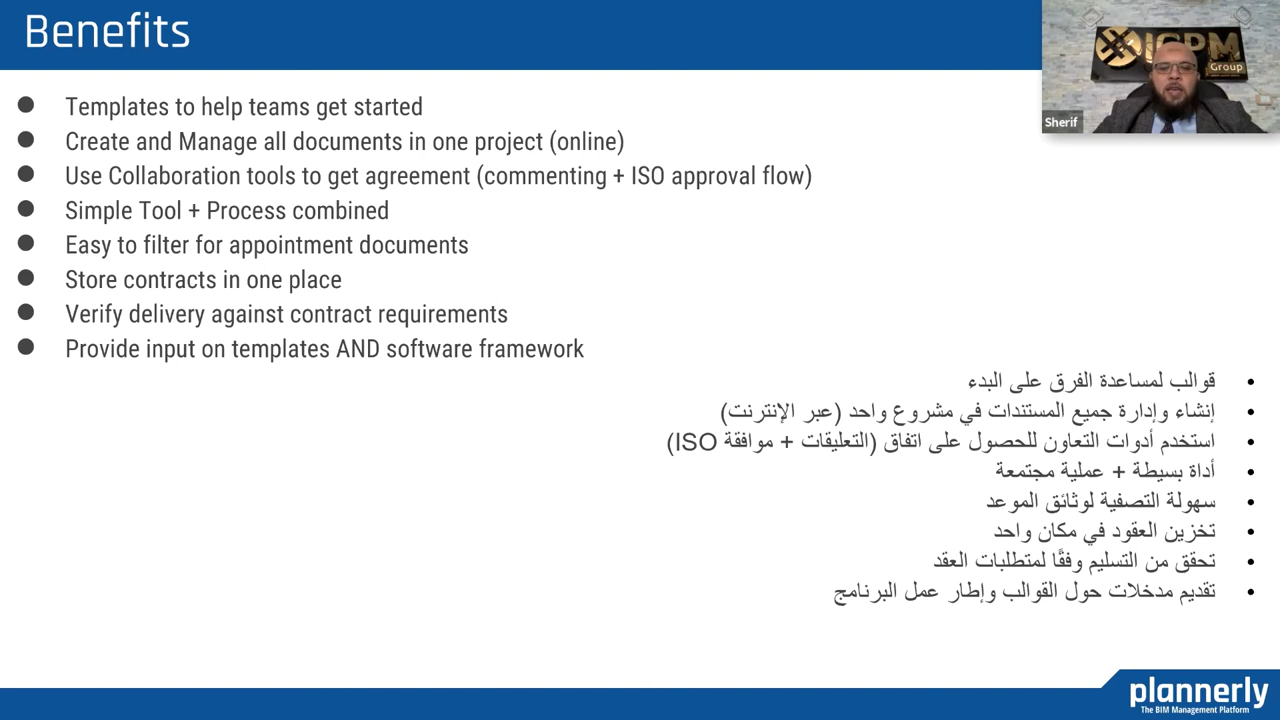 Benefits
Templates to help teams get started
Create and Manage all documents in one project (online)
Use Collaboration tools to get agreement (commenting + ISO approval flow)
Simple Tool + Process combined
Easy to filter for appointment documents
Store contracts in one place
Verify delivery against contract requirements
Provide input on templates AND software framework
قوالب لمساعدة الفرق على البدء
إنشاء وإدارة جميع المستندات في مشروع واحد (عبر الإنترنت)
استخدم أدوات التعاون للحصول على اتفاق (التعليقات + موافقة ISO)
أداة بسيطة + عملية مجتمعة
سهولة التصفية لوثائق الموعد
تخزين العقود في مكان واحد
تحقق من التسليم وفقًا لمتطلبات العقد
تقديم مدخلات حول القوالب وإطار عمل البرنامج
Group
Sherif
plannerly
The BIM Management Platform